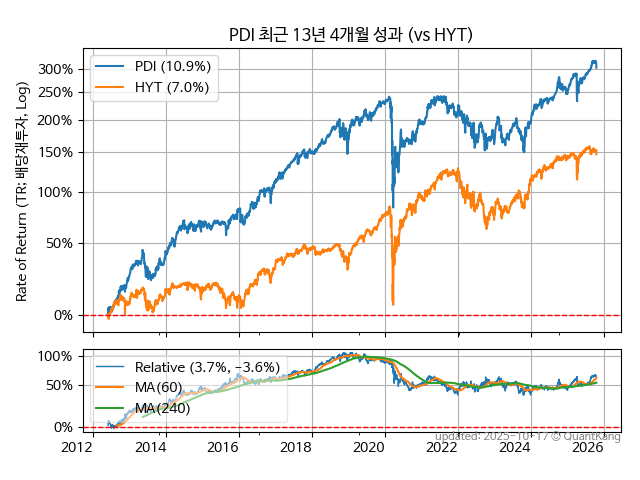 PDI 최근 13년 4개월 성과 (vs HYT)
Rate of Return (TR: 배당재투자, Log)
PDI (10.9%)
HYT (7.0%)
300%
250%
200%
150%
100%
50%
0%
Relative (3.7%, -3.6%)
MA(60)
MA(240)
100%
50%
0%
2012 2014 2016 2018 2020 2022 2024 2026
updated: 2025-10-17 © QuantKang